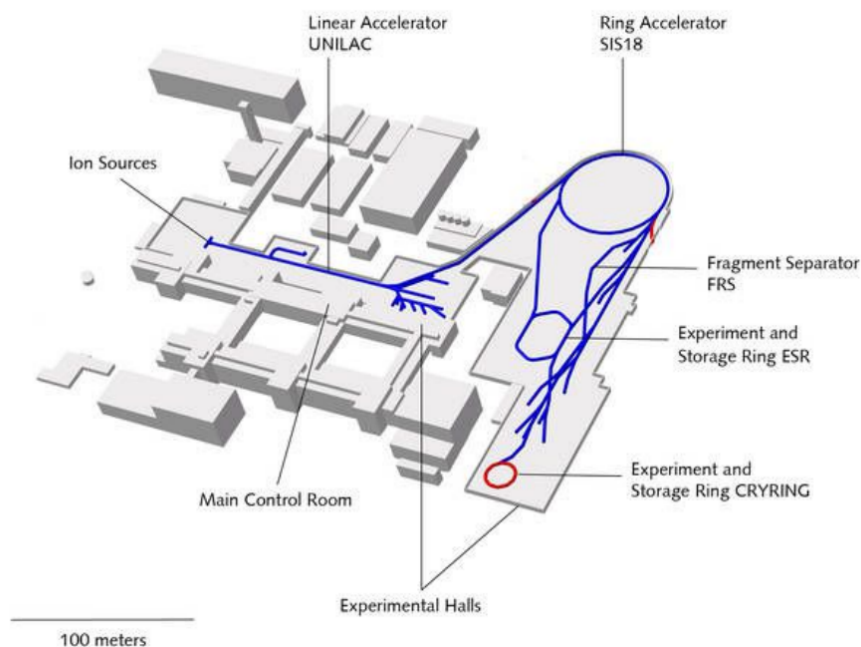 Linear Accelerator
UNILAC
Ring Accelerator
SIS18
Ion Sources
Fragment Separator
FRS
Experiment and
Storage Ring ESR
Experiment and
Storage Ring CRYRING
Main Control Room
Experimental Halls
100 meters